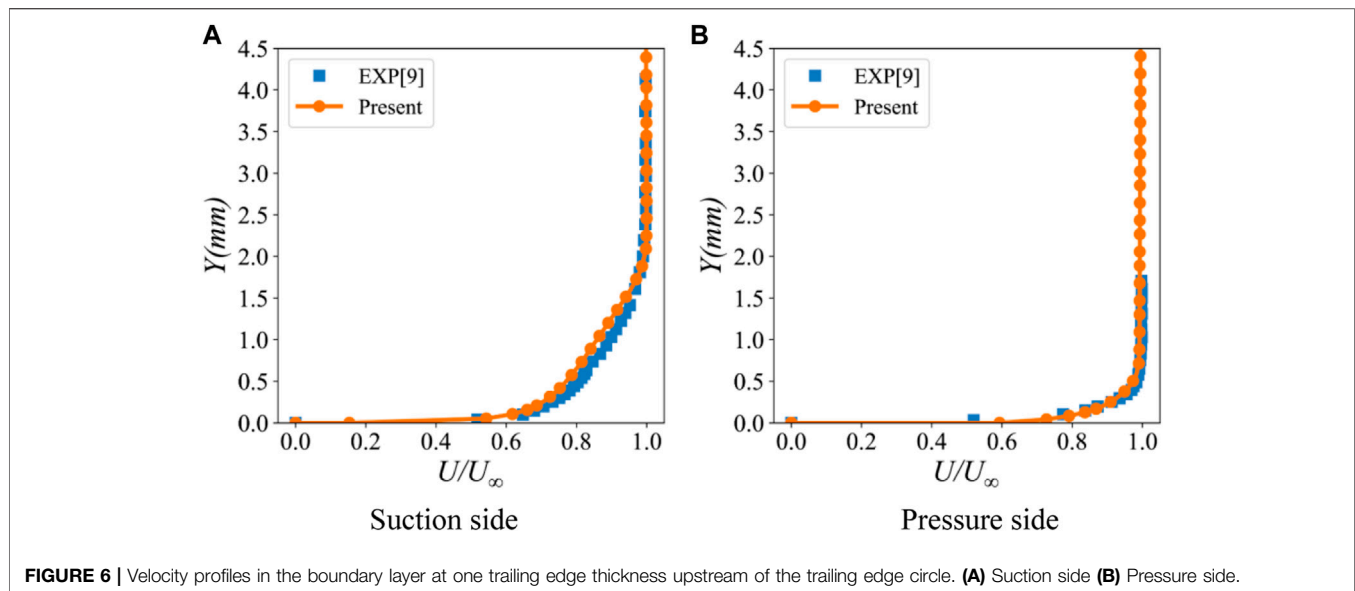 A
4.5
4.0
3.5
3.0
2.5
2.0
1.5
1.0
0.5
0.0
Y(mm)
EXP[9]
Present
0.0 0.2 0.4 0.6 0.8 1.0
U/U∞
Suction side
B
4.5
4.0
3.5
3.0
2.5
2.0
1.5
1.0
0.5
0.0
Y(mm)
EXP[9]
Present
0.0 0.2 0.4 0.6 0.8 1.0
U/U∞
Pressure side
FIGURE 6 | Velocity profiles in the boundary layer at one trailing edge thickness upstream of the trailing edge circle. (A) Suction side (B) Pressure side.